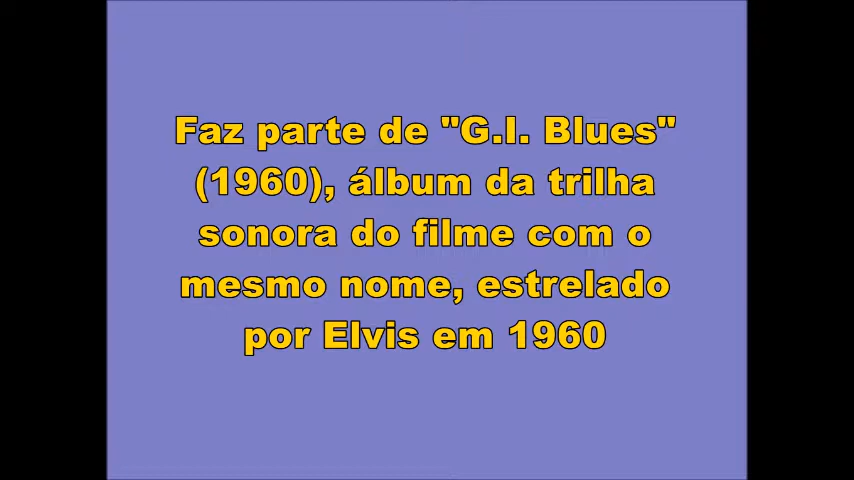 Faz parte de "G.I. Blues"
(1960), álbum da trilha
sonora do filme com o
mesmo nome, estrelado
por Elvis em 1960